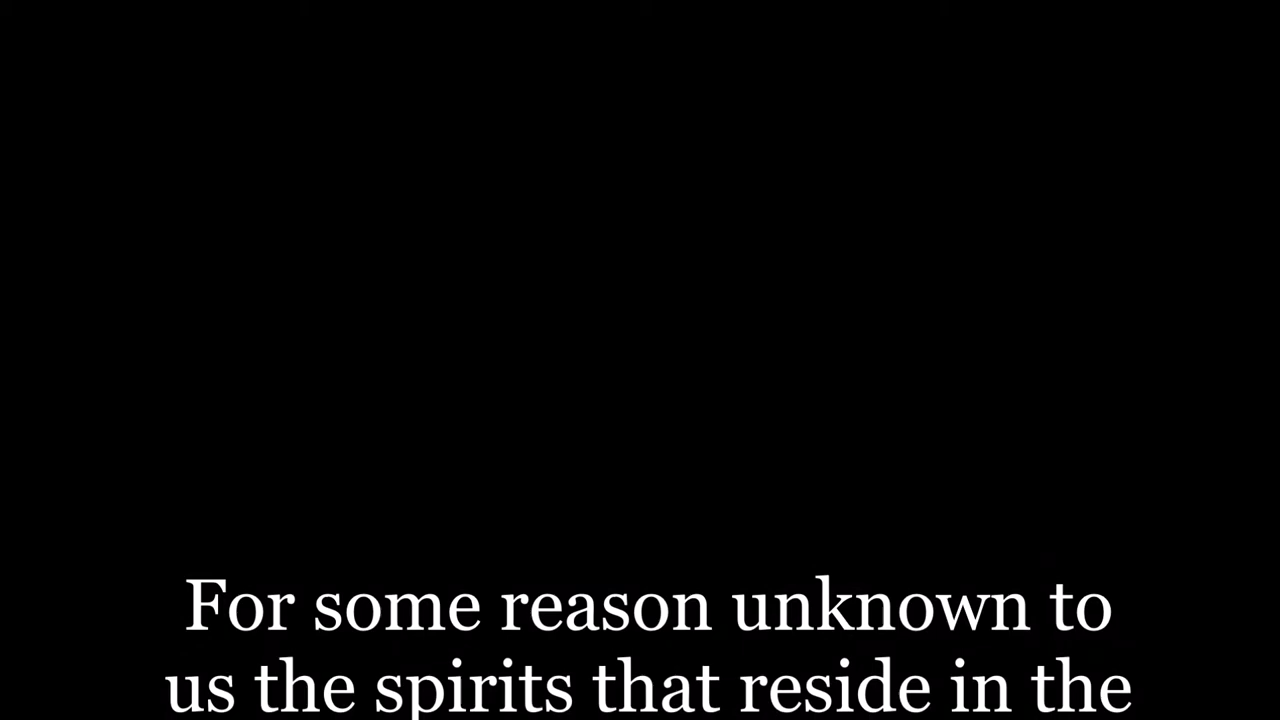 For some reason unknown to
us the spirits that reside in the